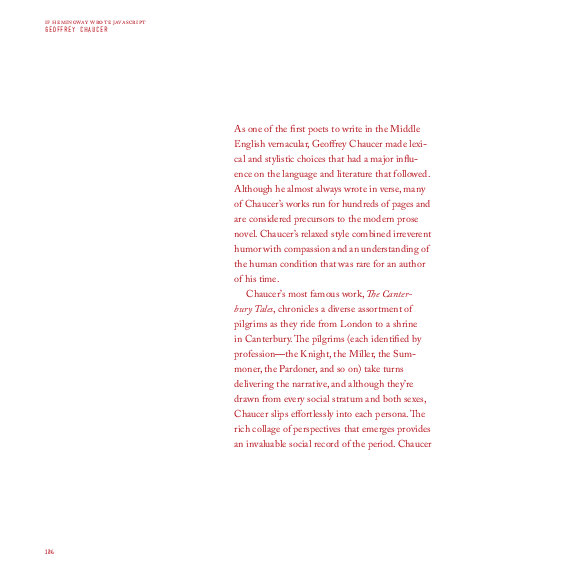 IF HEMINGWAY WROTE JAVASCRIPT
GEOFFREY CHAUCER
As one of the first poets to write in the Middle
English vernacular, Geoffrey Chaucer made lexi-
cal and stylistic choices that had a major influ-
ence on the language and literature that followed.
Although he almost always wrote in verse, many
of Chaucer’s works run for hundreds of pages and
are considered precursors to the modern prose
novel. Chaucer’s relaxed style combined irreverent
humor with compassion and an understanding of
the human condition that was rare for an author
of his time.
Chaucer’s most famous work, The Canter-
bury Tales, chronicles a diverse assortment of
pilgrims as they ride from London to a shrine
in Canterbury. The pilgrims (each identified by
profession—the Knight, the Miller, the Sum-
moner, the Pardoner, and so on) take turns
delivering the narrative, and although they’re
drawn from every social stratum and both sexes,
Chaucer slips effortlessly into each persona. The
rich collage of perspectives that emerges provides
an invaluable social record of the period. Chaucer